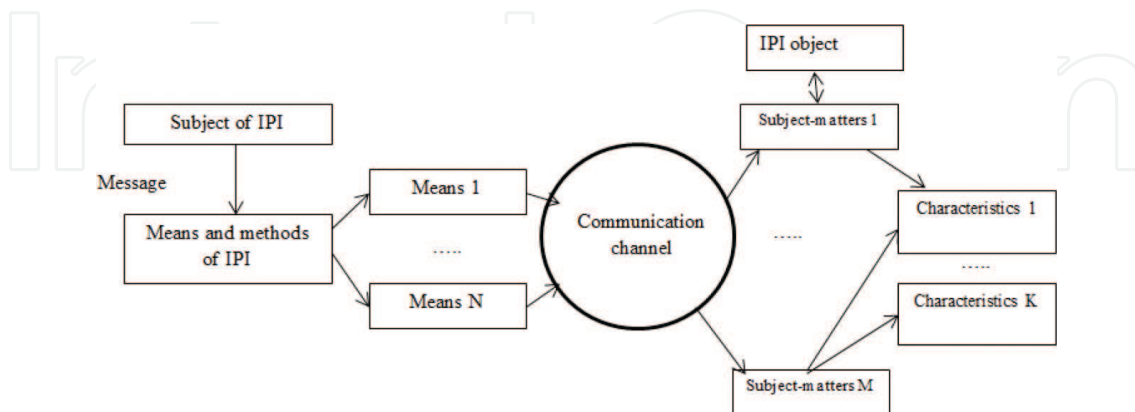 IPI object
Subject of IPI
Subject-matters 1
Message
Means 1
Means and methods
of IPI
.....
Means N
Communication
channel
.....
Characteristics 1
.....
Characteristics K
Subject-matters M